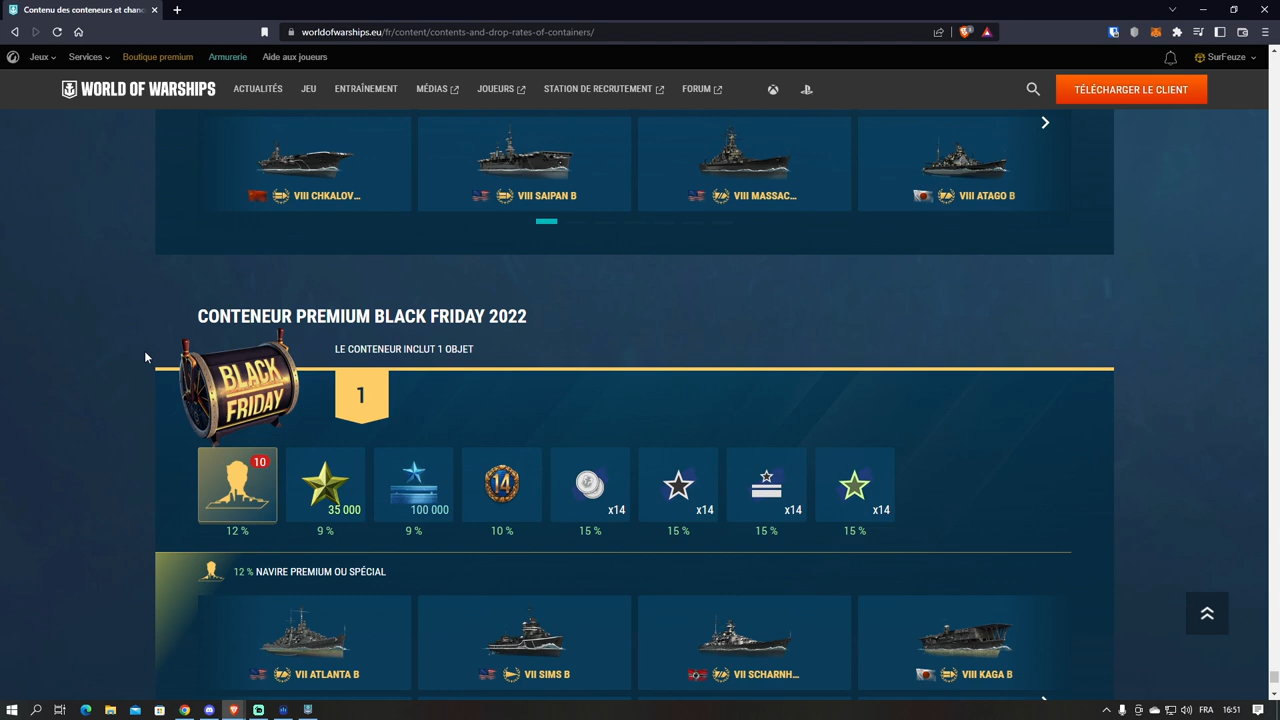 Contenu des conteneurs et chan
worldofwarships.eu/fr/content/contents-and-drop-rates-of-containers/
Jeux Services Boutique premium Armurerie Aide aux joueurs SurFeuze
WORLD OF WARSHIPS ACTUALITÉS JEU ENTRAÎNEMENT MÉDIAS JOUEURS STATION DE RECRUTEMENT FORUM TÉLÉCHARGER LE CLIENT
VIII CHKALOV... VIII SAIPAN B VIII MASSAC... VIII ATAGO B
CONTENEUR PREMIUM BLACK FRIDAY 2022
LE CONTENEUR INCLUT 1 OBJET
BLACK
FRIDAY
1
10 14
35 000 100 000 x14 x14 x14 x14
12 % 9 % 9 % 10 % 15 % 15 % 15 % 15 %
12 % NAVIRE PREMIUM OU SPÉCIAL
VII ATLANTA B VII SIMS B VII SCHARNH... VIII KAGA B
FRA 16:51